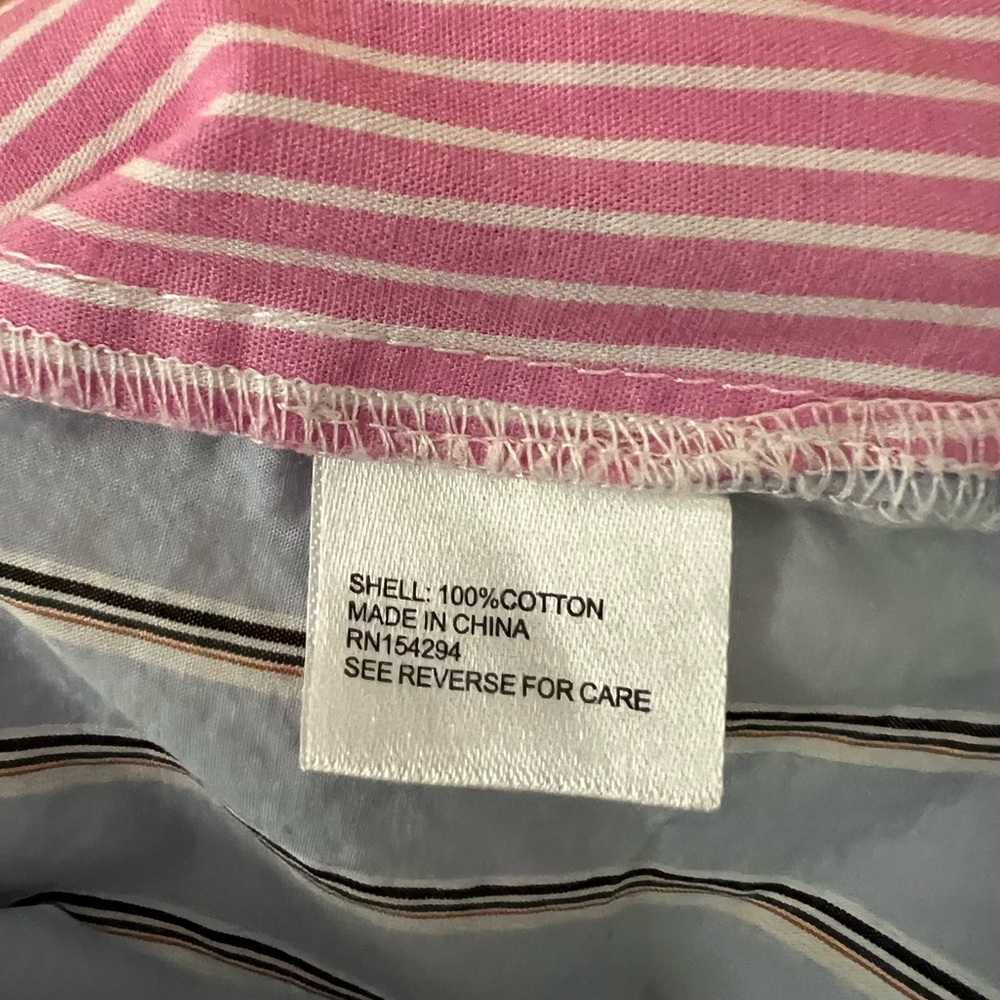 SHELL: 100%COTTON
MADE IN CHINA
RN154294
SEE REVERSE FOR CARE